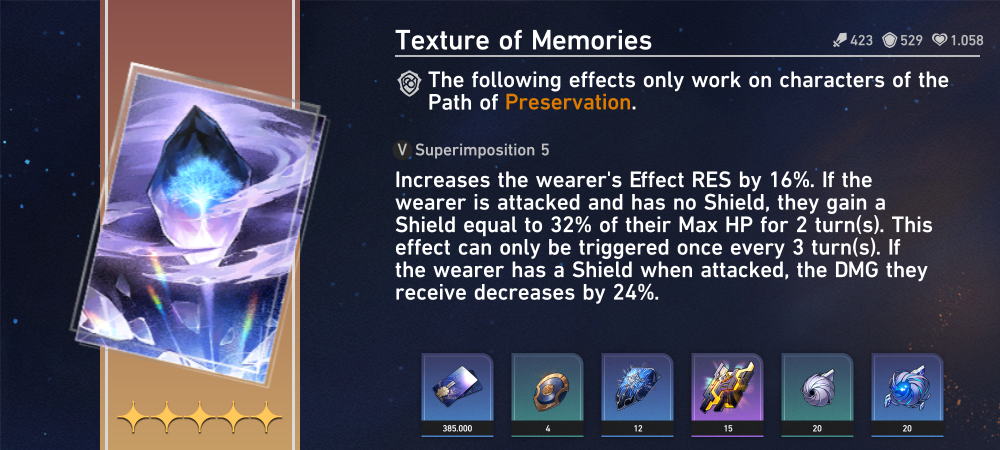 Texture of Memories
423 529 1.058
The following effects only work on characters of the
Path of Preservation.
V Superimposition 5
Increases the wearer's Effect RES by 16%. If the
wearer is attacked and has no Shield, they gain a
Shield equal to 32% of their Max HP for 2 turn(s). This
effect can only be triggered once every 3 turn(s). If
the wearer has a Shield when attacked, the DMG they
receive decreases by 24%.
385.000 4 12 15 20 20